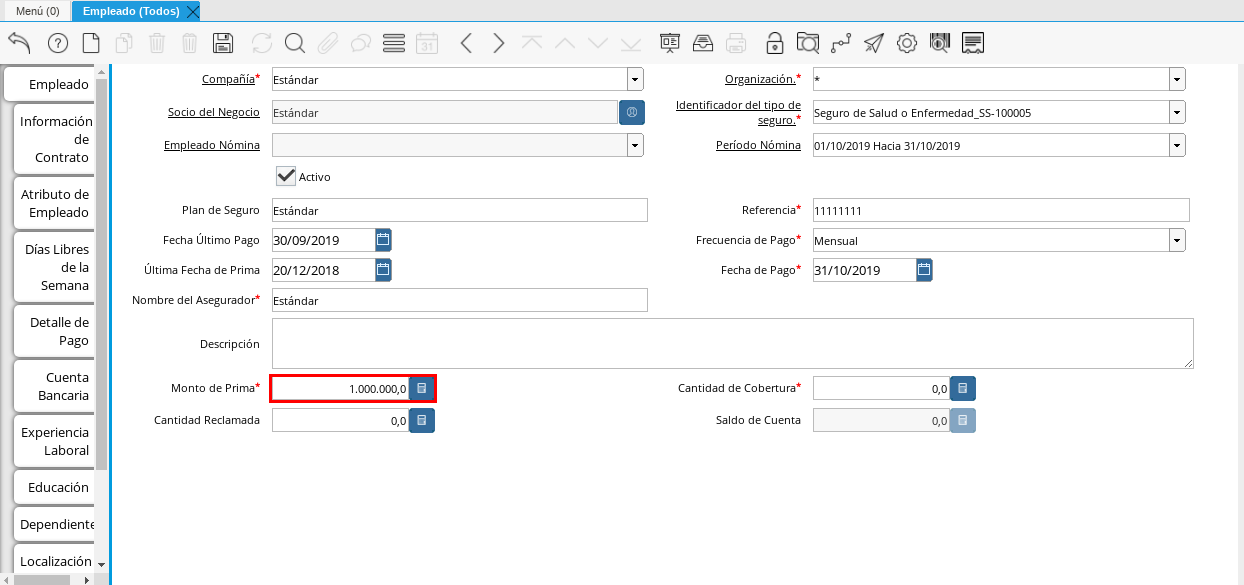 Menú (0)
Empleado (Todos)
31
Empleado
Información
de
Contrato
Atributo de
Empleado
Días Libres
de la
Semana
Detalle de
Pago
Cuenta
Bancaria
Experiencia
Laboral
Educación
Dependiente
Localización
Compañía* Estándar
Organización.* *
Socio del Negocio Estándar
Identificador del tipo de
seguro.* Seguro de Salud o Enfermedad_SS-100005
Empleado Nómina
Período Nómina 01/10/2019 Hacia 31/10/2019
Activo
Plan de Seguro Estándar
Referencia* 11111111
Fecha Último Pago 30/09/2019
Frecuencia de Pago* Mensual
Última Fecha de Prima 20/12/2018
Fecha de Pago* 31/10/2019
Nombre del Asegurador* Estándar
Descripción
Monto de Prima* 1.000.000,0
Cantidad de Cobertura* 0,0
Cantidad Reclamada 0,0
Saldo de Cuenta 0,0